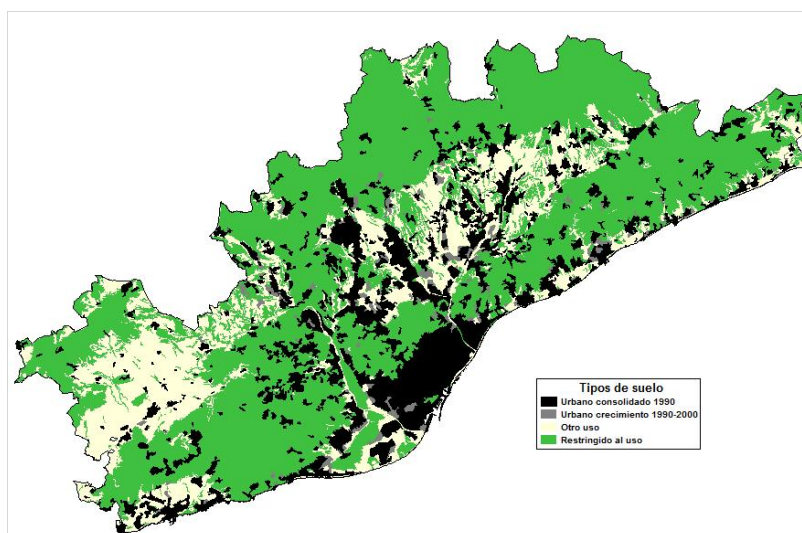 Tipos de suelo
Urbano consolidado 1990
Urbano crecimiento 1990-2000
Otro uso
Restringido al uso